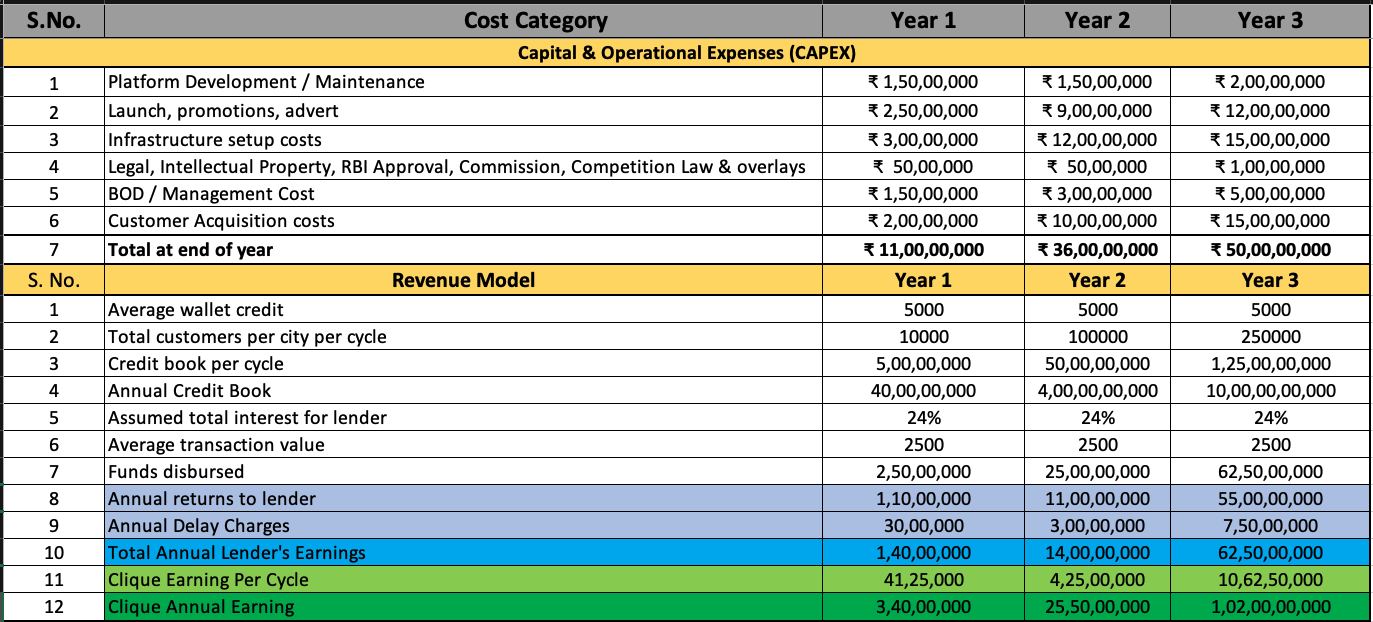 S.No. Cost Category Year 1 Year 2 Year 3
Capital & Operational Expenses (CAPEX)
1 Platform Development / Maintenance ₹ 1,50,00,000 ₹ 1,50,00,000 ₹ 2,00,00,000
2 Launch, promotions, advert ₹ 2,50,00,000 ₹ 9,00,00,000 ₹ 12,00,00,000
3 Infrastructure setup costs ₹ 3,00,00,000 ₹ 12,00,00,000 ₹ 15,00,00,000
4 Legal, Intellectual Property, RBI Approval, Commission, Competition Law & overlays ₹ 50,00,000 ₹ 50,00,000 ₹ 1,00,00,000
5 BOD / Management Cost ₹ 1,50,00,000 ₹ 3,00,00,000 ₹ 5,00,00,000
6 Customer Acquisition costs ₹ 2,00,00,000 ₹ 10,00,00,000 ₹ 15,00,00,000
7 Total at end of year ₹ 11,00,00,000 ₹ 36,00,00,000 ₹ 50,00,00,000
S. No. Revenue Model Year 1 Year 2 Year 3
1 Average wallet credit 5000 5000 5000
2 Total customers per city per cycle 10000 100000 250000
3 Credit book per cycle 5,00,00,000 50,00,00,000 1,25,00,00,000
4 Annual Credit Book 40,00,00,000 4,00,00,00,000 10,00,00,00,000
5 Assumed total interest for lender 24% 24% 24%
6 Average transaction value 2500 2500 2500
7 Funds disbursed 2,50,00,000 25,00,00,000 62,50,00,000
8 Annual returns to lender 1,10,00,000 11,00,00,000 55,00,00,000
9 Annual Delay Charges 30,00,000 3,00,00,000 7,50,00,000
10 Total Annual Lender's Earnings 1,40,00,000 14,00,00,000 62,50,00,000
11 Clique Earning Per Cycle 41,25,000 4,25,00,000 10,62,50,000
12 Clique Annual Earning 3,40,00,000 25,50,00,000 1,02,00,00,000